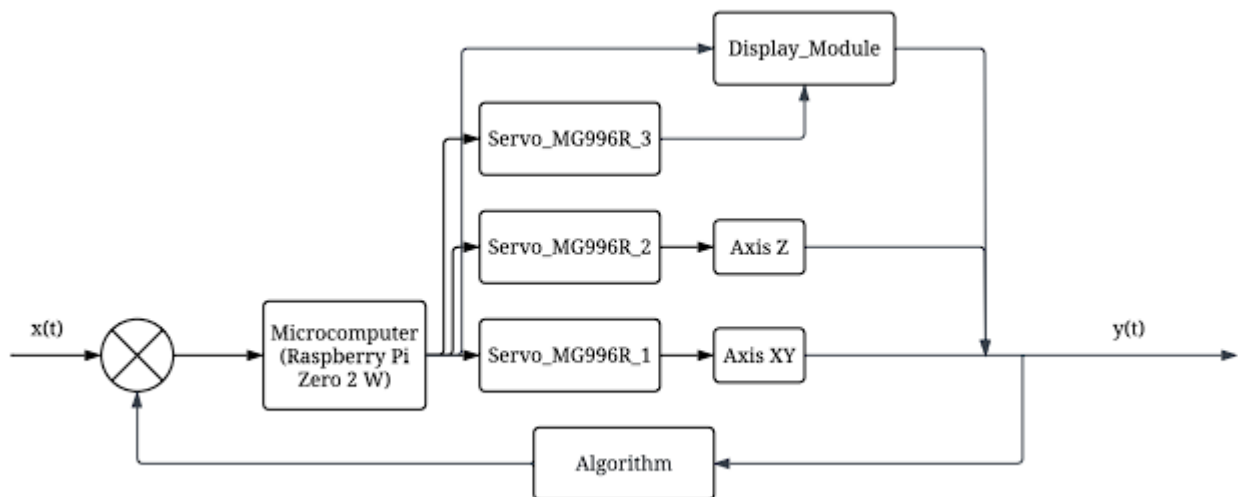 Display_Module
Servo_MG996R_3
Servo_MG996R_2
Axis Z
x(t)
Microcomputer
(Raspberry Pi
Zero 2 W)
Servo_MG996R_1
Axis XY
y(t)
Algorithm